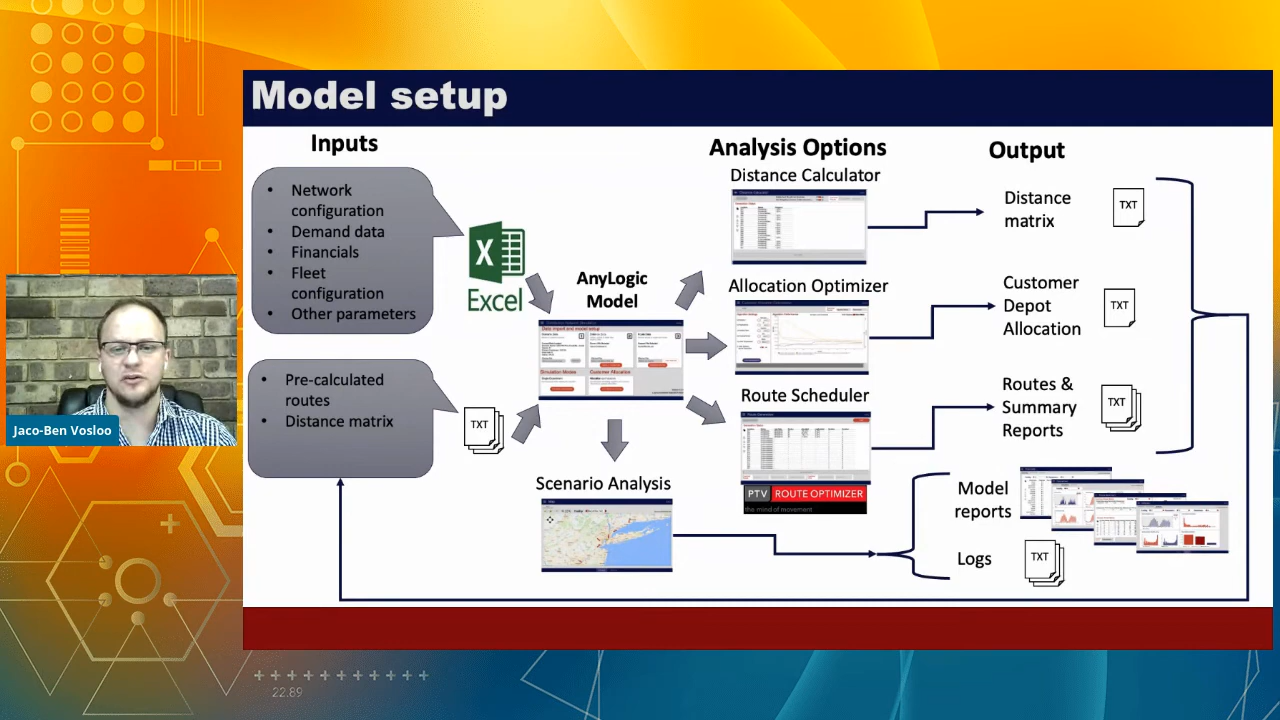 Model setup
Inputs
• Network
configuration
• Demand data
• Financials
• Fleet
configuration
• Other parameters
• Pre-calculated
routes
• Distance matrix
X
Excel
TXT
AnyLogic
Model
Scenario Analysis
Analysis Options
Distance Calculator
Allocation Optimizer
Route Scheduler
PTV ROUTE OPTIMIZER
the mind of movement
Output
Distance
matrix
TXT
Customer
Depot
Allocation
TXT
Routes &
Summary
Reports
TXT
Model
reports
Logs
TXT
Jaco-Ben Vosloo
22.89